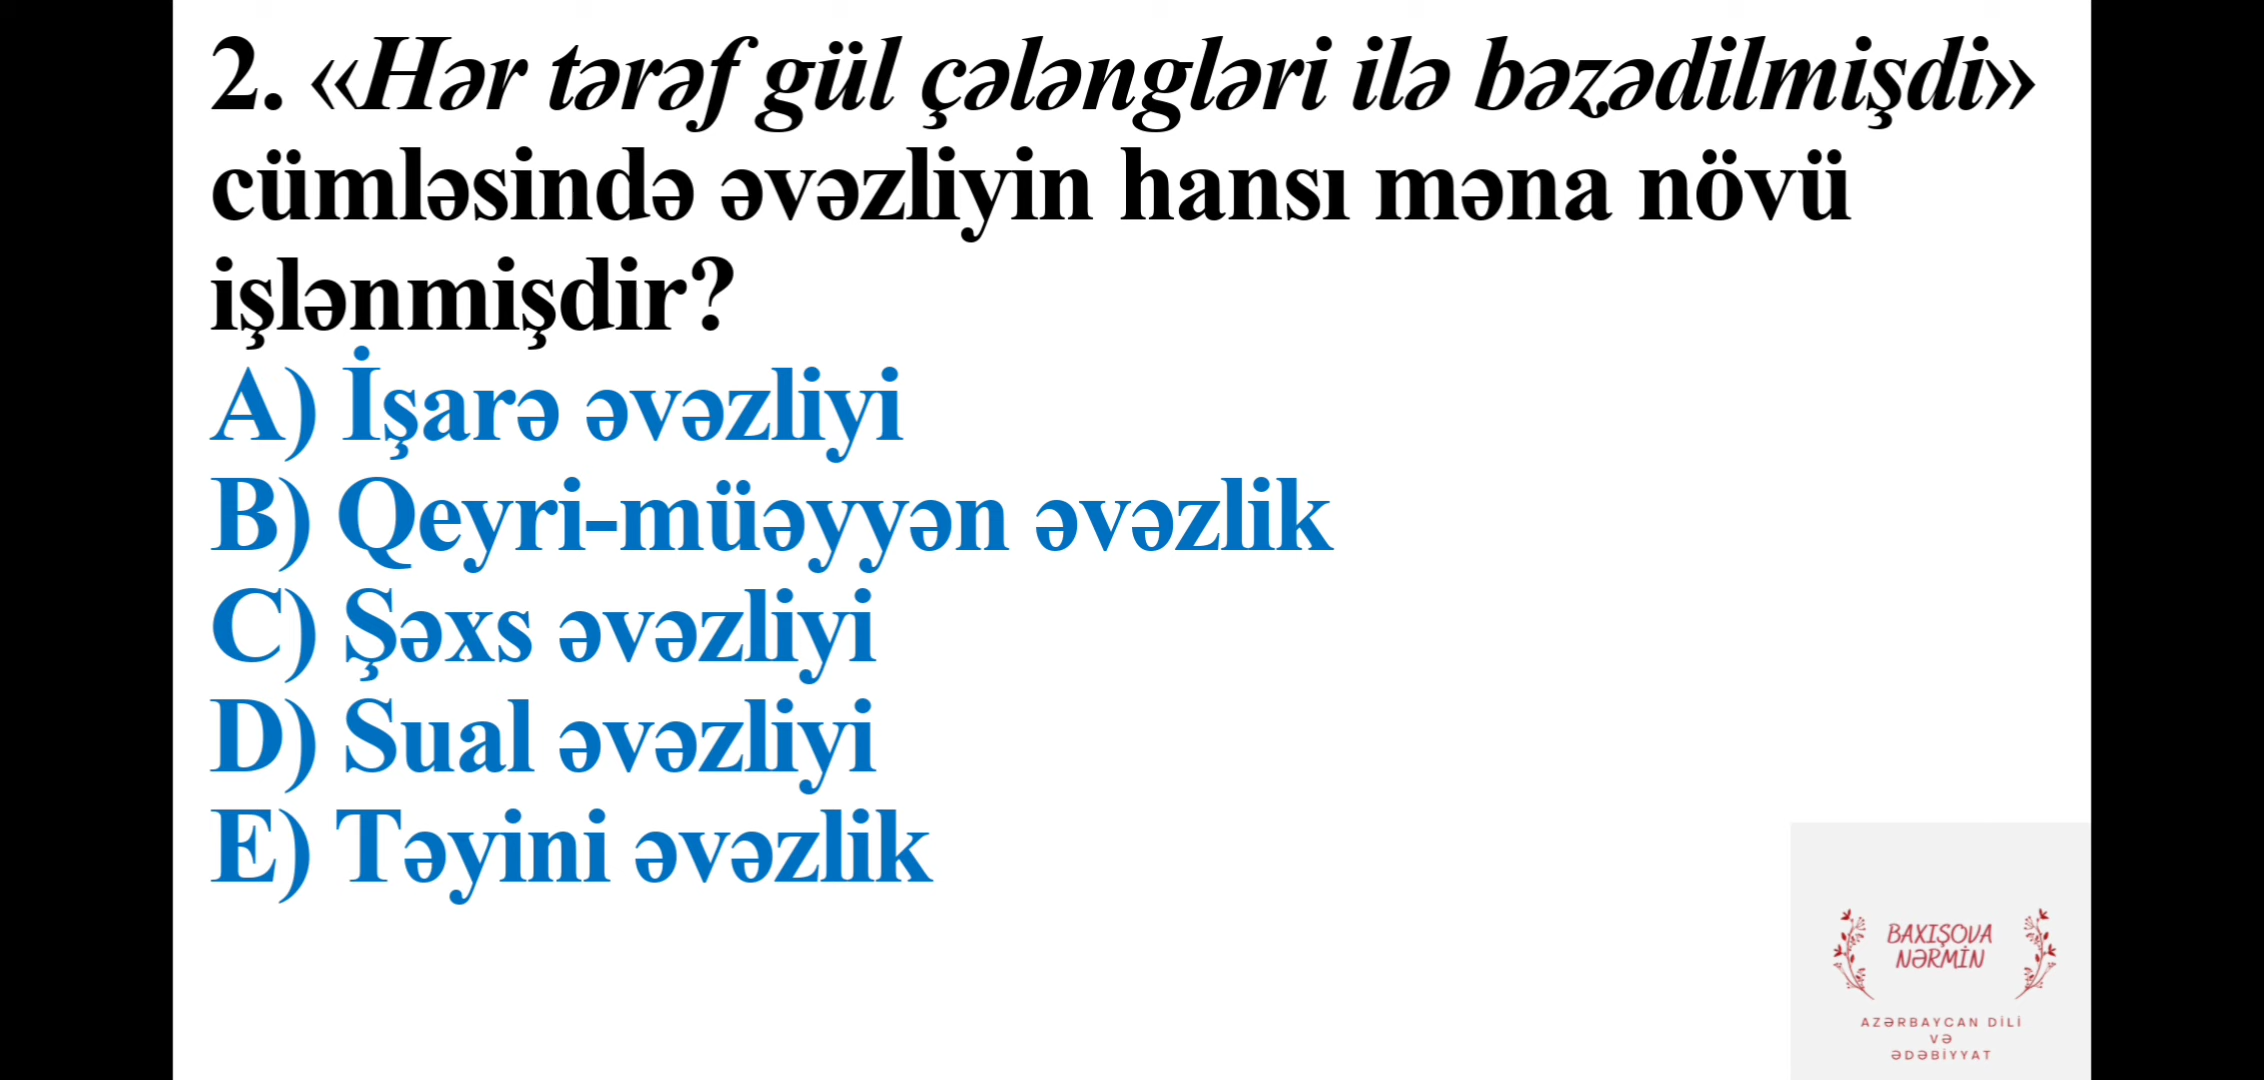 2. «Hər tərəf gül çələngləri ilə bəzədilmişdi»
cümləsində əvəzliyin hansı məna növü
işlənmişdir?
A) İşarə əvəzliyi
B) Qeyri-müəyyən əvəzlik
C) Şəxs əvəzliyi
D) Sual əvəzliyi
E) Təyini əvəzlik
BAXIŞOVA
NƏRMİN
AZƏRBAYCAN DİLİ
VƏ
ƏDƏBİYYAT